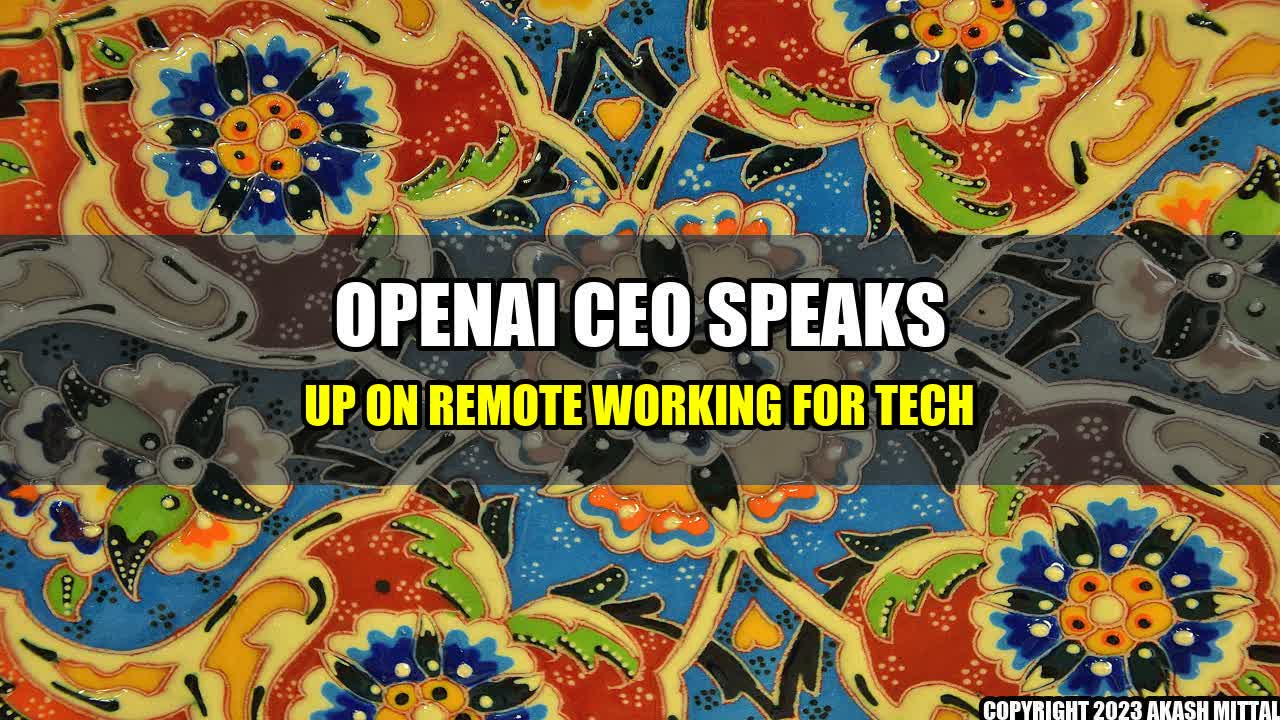 OPENAI CEO SPEAKS
UP ON REMOTE WORKING FOR TECH
COPYRIGHT 2023 AKASH MITTAL